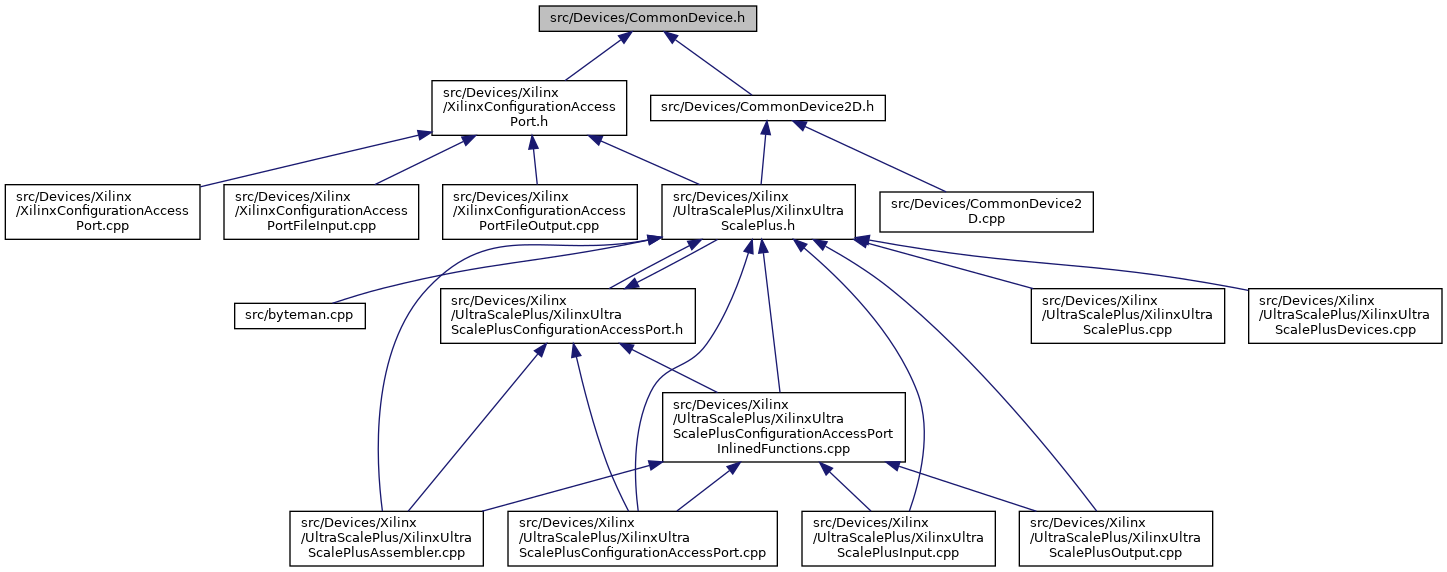 src/Devices/CommonDevice.h
src/Devices/Xilinx
/XilinxConfigurationAccess
Port.h
src/Devices/CommonDevice2D.h
src/Devices/Xilinx
/XilinxConfigurationAccess
Port.cpp
src/Devices/Xilinx
/XilinxConfigurationAccess
PortFileInput.cpp
src/Devices/Xilinx
/XilinxConfigurationAccess
PortFileOutput.cpp
src/Devices/Xilinx
/UltraScalePlus/XilinxUltra
ScalePlus.h
src/Devices/CommonDevice2
D.cpp
src/byteman.cpp
src/Devices/Xilinx
/UltraScalePlus/XilinxUltra
ScalePlusConfigurationAccessPort.h
src/Devices/Xilinx
/UltraScalePlus/XilinxUltra
ScalePlus.cpp
src/Devices/Xilinx
/UltraScalePlus/XilinxUltra
ScalePlusDevices.cpp
src/Devices/Xilinx
/UltraScalePlus/XilinxUltra
ScalePlusConfigurationAccessPort
InlinedFunctions.cpp
src/Devices/Xilinx
/UltraScalePlus/XilinxUltra
ScalePlusAssembler.cpp
src/Devices/Xilinx
/UltraScalePlus/XilinxUltra
ScalePlusConfigurationAccessPort.cpp
src/Devices/Xilinx
/UltraScalePlus/XilinxUltra
ScalePlusInput.cpp
src/Devices/Xilinx
/UltraScalePlus/XilinxUltra
ScalePlusOutput.cpp